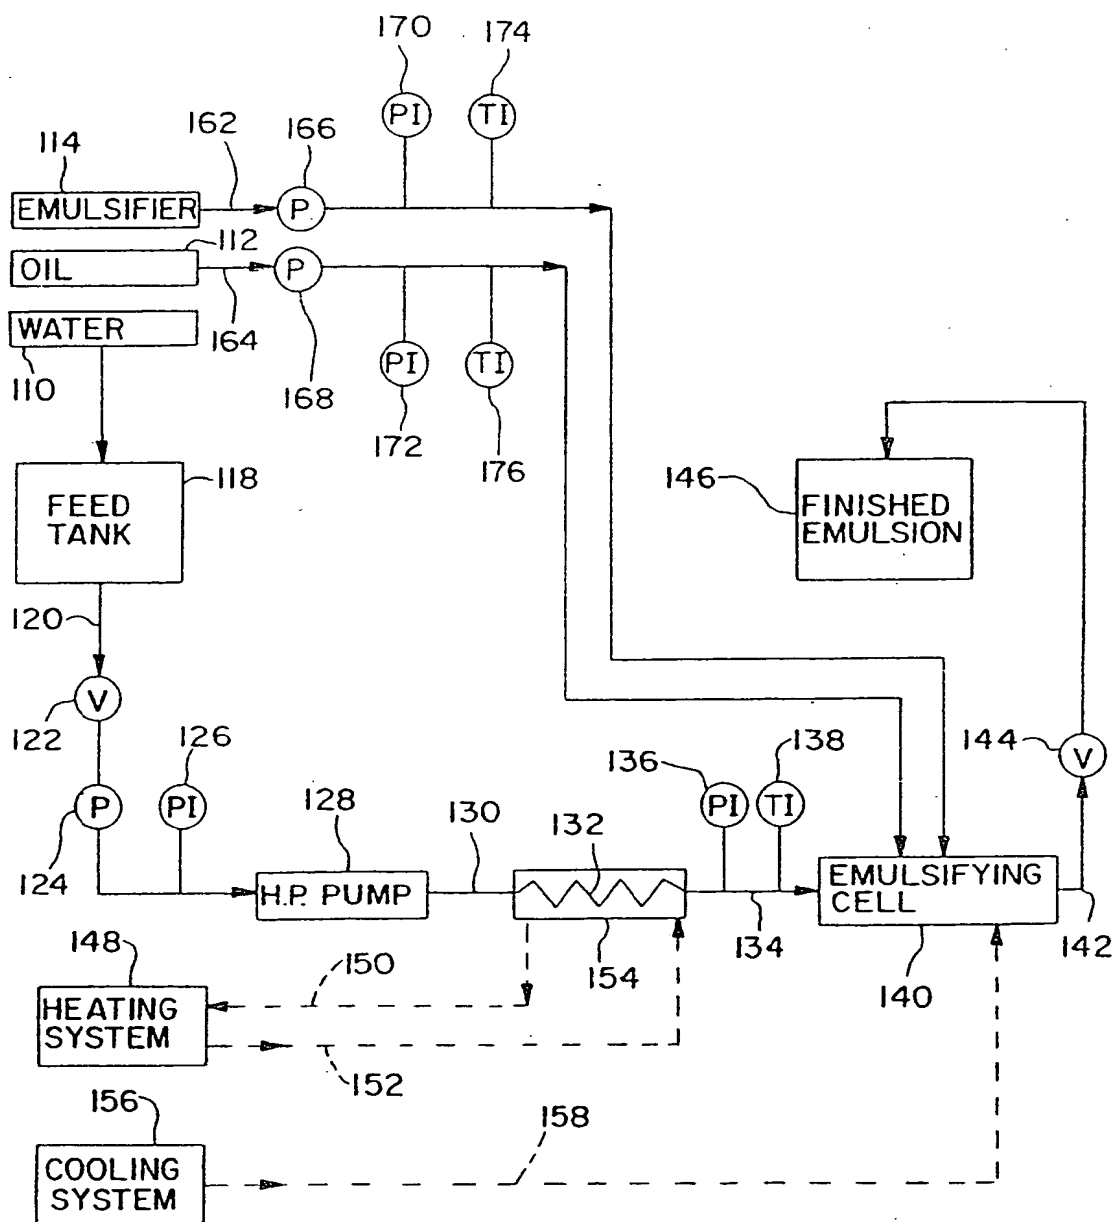 170
174
162
166
PI
TI
114
EMULSIFIER
P
112
OIL
P
WATER
164
110
168
PI
TI
172
176
FEED
TANK
118
146
FINISHED
EMULSION
120
V
122
126
138
144
V
136
P
PI
PI
TI
128
130
132
124
H.P. PUMP
EMULSIFYING
CELL
134
142
148
150
154
140
HEATING
SYSTEM
152
156
158
COOLING
SYSTEM